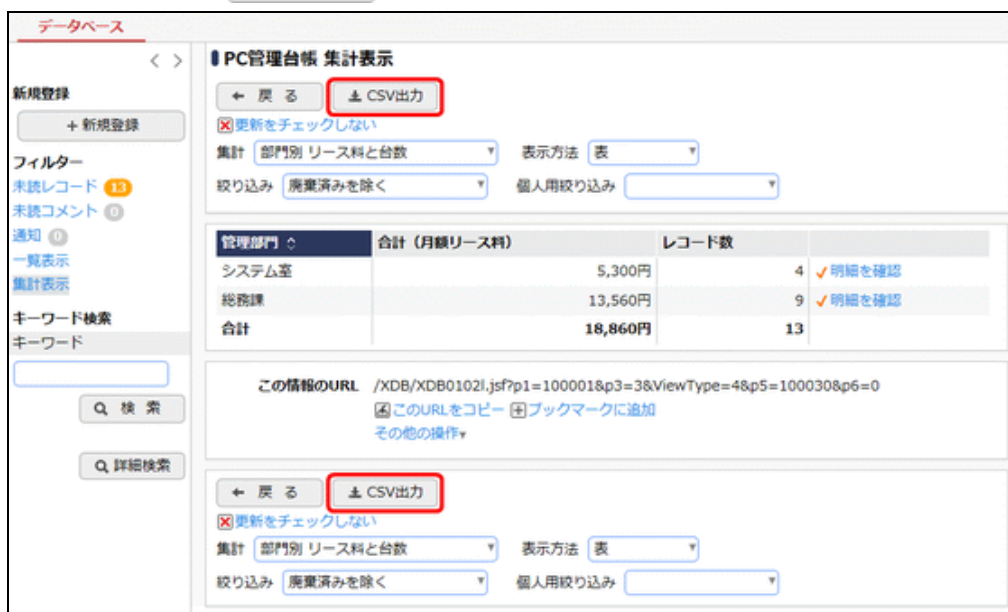 データベース
新規登録
+ 新規登録
フィルター
未読レコード 13
未読コメント 0
通知 0
一覧表示
集計表示
キーワード検索
キーワード
検 索
詳細検索
PC管理台帳 集計表示
戻 る CSV出力
更新をチェックしない
集計 部門別 リース料と台数 表示方法 表
絞り込み 廃棄済みを除く 個人用絞り込み
管理部門 合計（月額リース料） レコード数
システム室 5,300円 4 明細を確認
総務課 13,560円 9 明細を確認
合計 18,860円 13
この情報のURL /XDB/XDB0102l.jsf?p1=100001&p3=3&ViewType=4&p5=100030&p6=0
このURLをコピー ブックマークに追加
その他の操作
戻 る CSV出力
更新をチェックしない
集計 部門別 リース料と台数 表示方法 表
絞り込み 廃棄済みを除く 個人用絞り込み